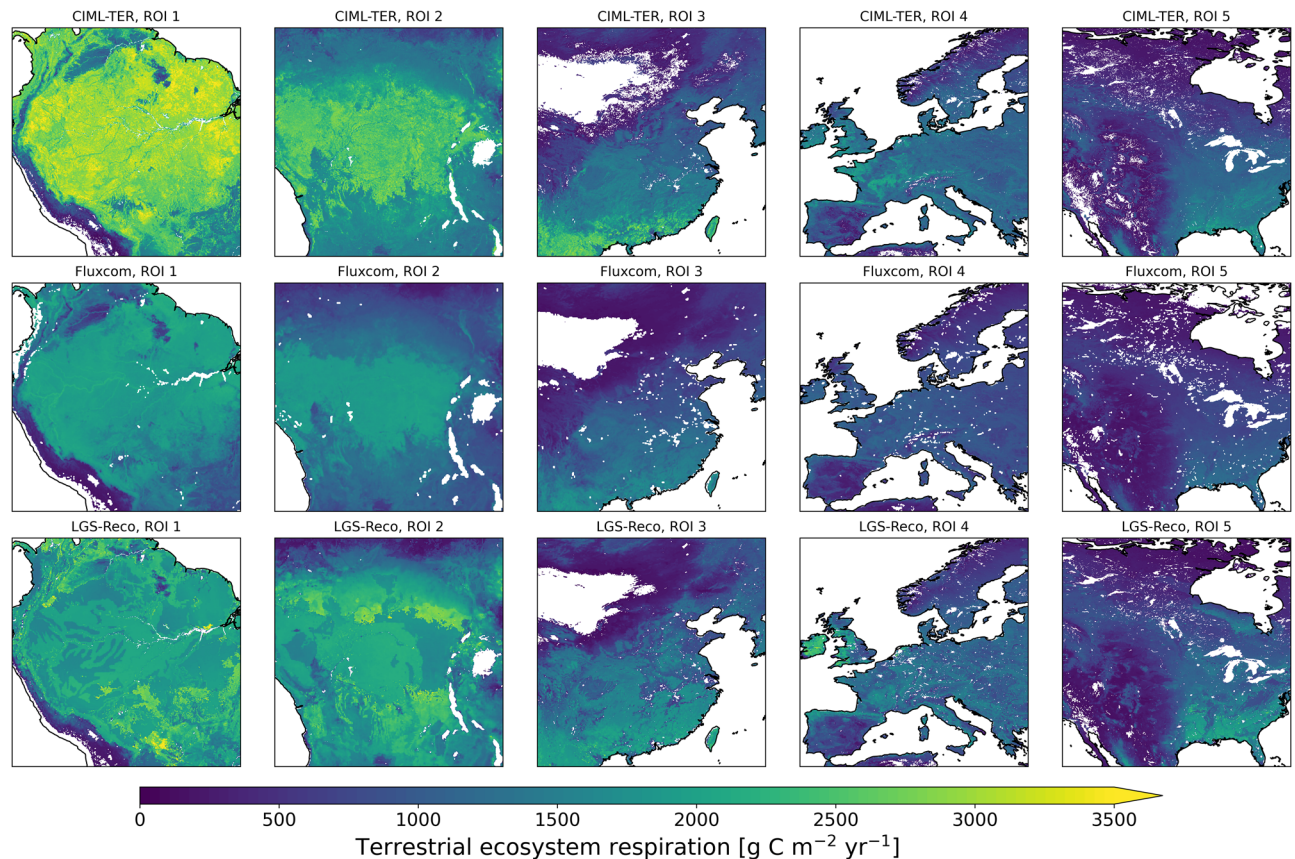 CIML-TER, ROI 1
CIML-TER, ROI 2
CIML-TER, ROI 3
CIML-TER, ROI 4
CIML-TER, ROI 5
Fluxcom, ROI 1
Fluxcom, ROI 2
Fluxcom, ROI 3
Fluxcom, ROI 4
Fluxcom, ROI 5
LGS-Reco, ROI 1
LGS-Reco, ROI 2
LGS-Reco, ROI 3
LGS-Reco, ROI 4
LGS-Reco, ROI 5
0 500 1000 1500 2000 2500 3000 3500
Terrestrial ecosystem respiration [g C m⁻² yr⁻¹]